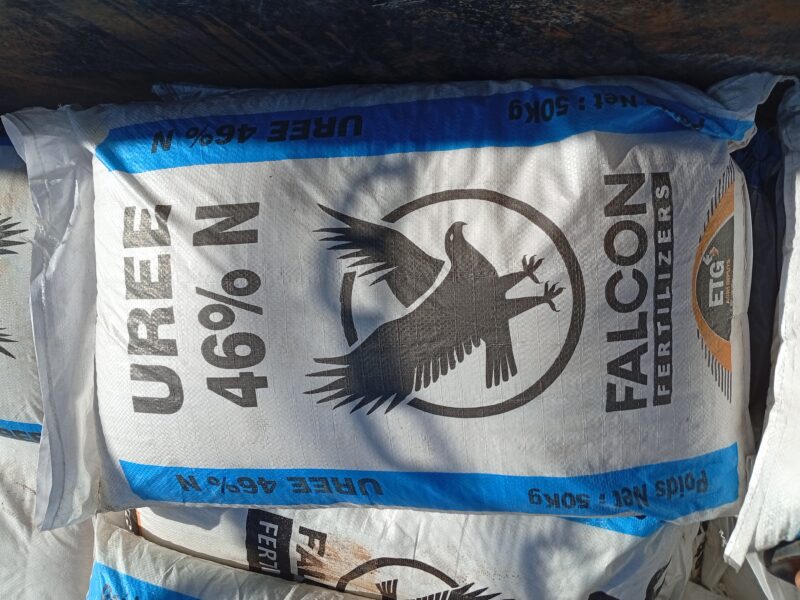 UREE 46% N
Poids Net : 50Kg
UREE
46% N
FALCON
FERTILIZERS
ETG
UREE 46% N
Poids Net : 50Kg